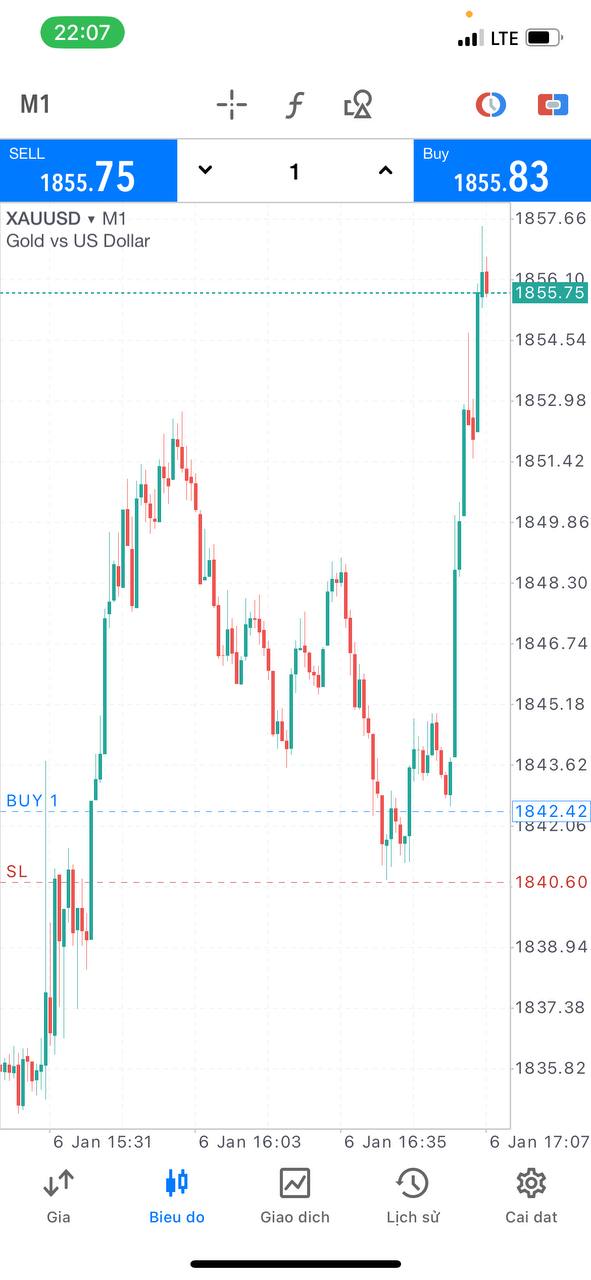 22:07
LTE
M1
SELL
1855.75
1
Buy
1855.83
XAUUSD ▾ M1
Gold vs US Dollar
1857.66
1856.10
1855.75
1854.54
1852.98
1851.42
1849.86
1848.30
1846.74
1845.18
1843.62
BUY 1
1842.42
1842.06
SL
1840.60
1838.94
1837.38
1835.82
6 Jan 15:31
6 Jan 16:03
6 Jan 16:35
6 Jan 17:07
Gia
Bieu do
Giao dich
Lịch sử
Cai dat